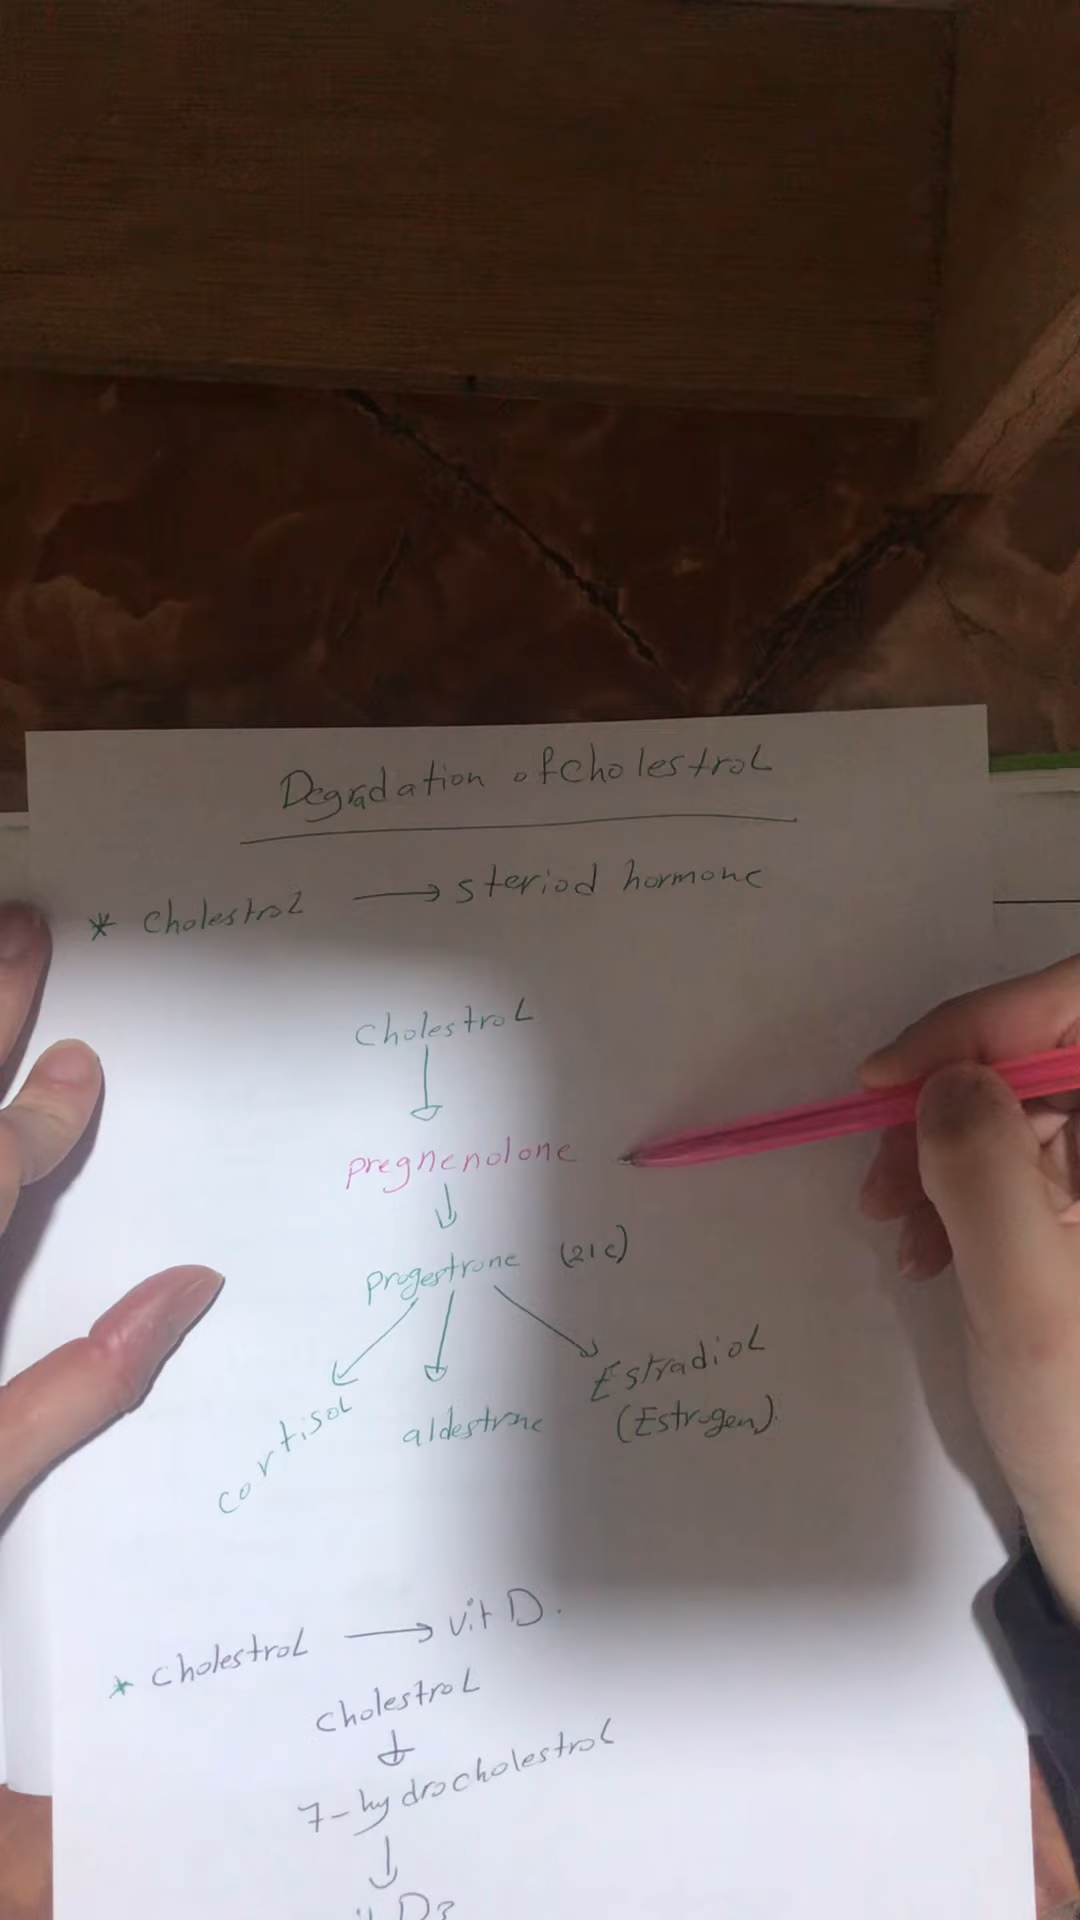 Degradation of cholestrol
* cholestrol → steriod hormone
cholestrol
↓
pregnenolone
↓
progestrone (21c)
cortisol aldestrone Estradiol
(Estrogen).
* cholestrol → vit D.
cholestrol
↓
7-hydrocholestrol
↓
D3